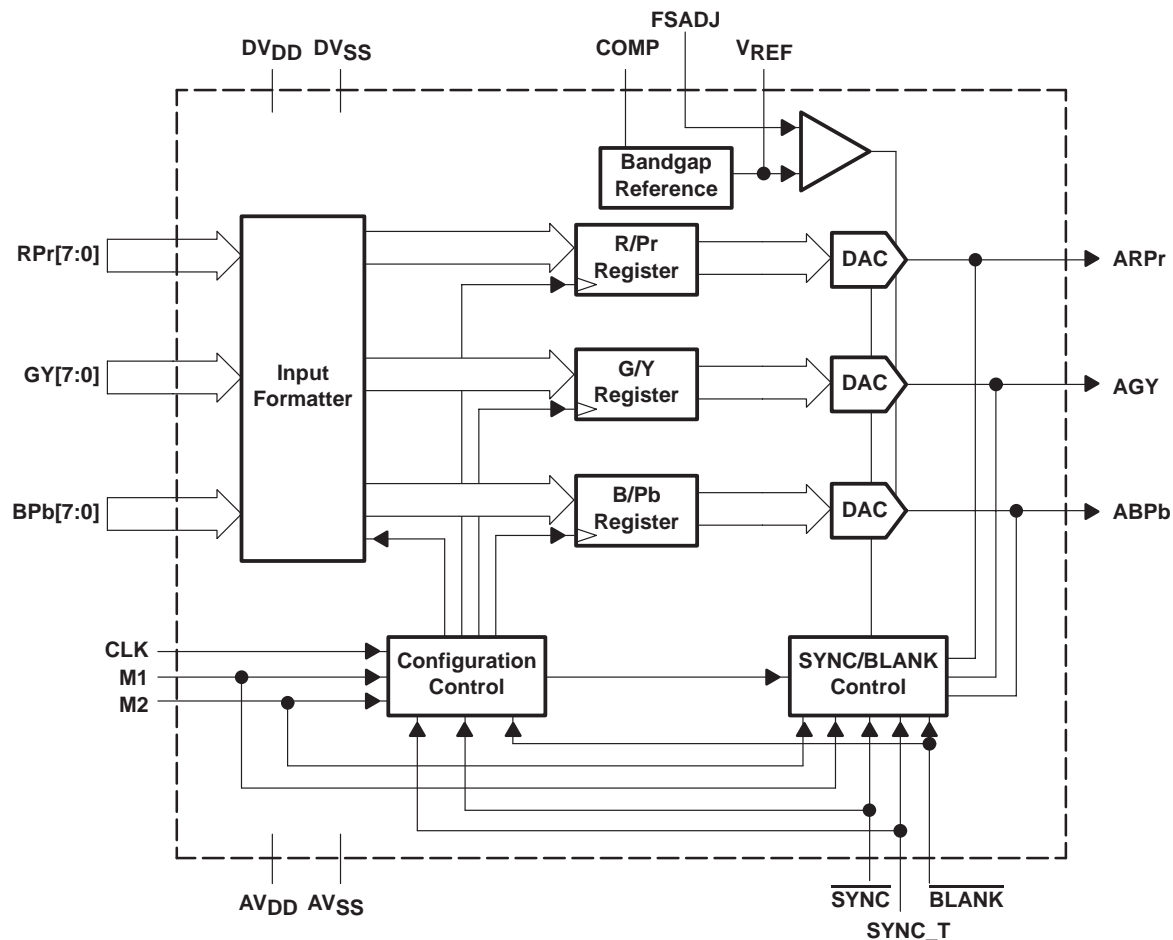 FSADJ
DVDD DVSS
COMP
VREF
Bandgap
Reference
RPr[7:0]
R/Pr
Register
DAC
ARPr
GY[7:0]
Input
Formatter
G/Y
Register
DAC
AGY
BPb[7:0]
B/Pb
Register
DAC
ABPb
CLK
M1
M2
Configuration
Control
SYNC/BLANK
Control
AVDD AVSS
SYNC
BLANK
SYNC_T